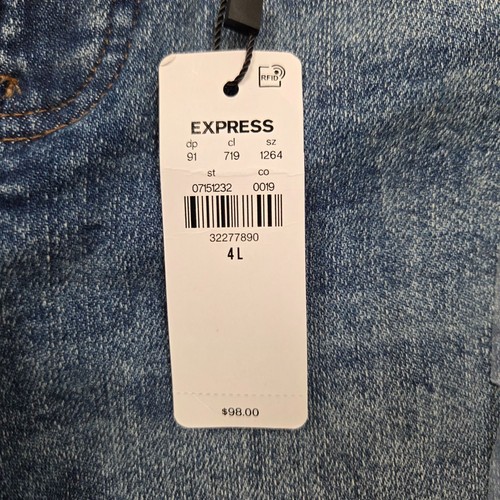 RFID
EXPRESS
dp cl sz
91 719 1264
st co
07151232 0019
32277890
4 L
$98.00